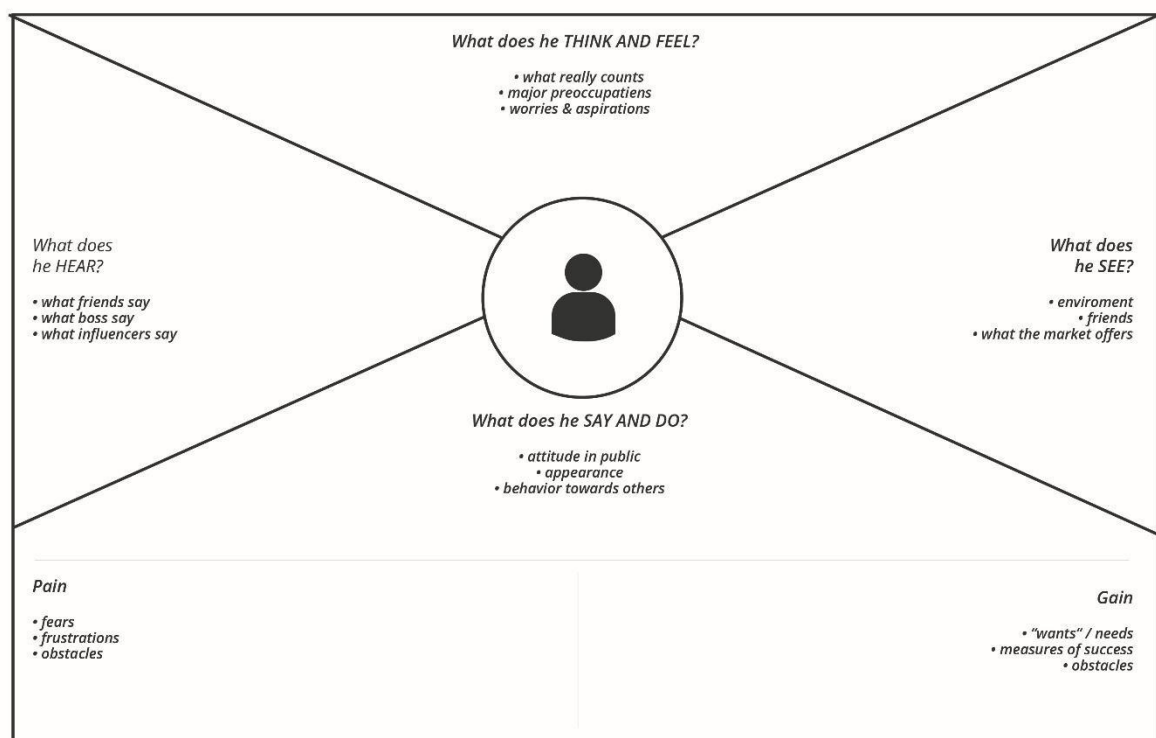 What does he THINK AND FEEL?
• what really counts
• major preoccupatiens
• worries & aspirations
What does
he HEAR?
• what friends say
• what boss say
• what influencers say
What does
he SEE?
• enviroment
• friends
• what the market offers
What does he SAY AND DO?
• attitude in public
• appearance
• behavior towards others
Pain
• fears
• frustrations
• obstacles
Gain
• “wants“ / needs
• measures of success
• obstacles